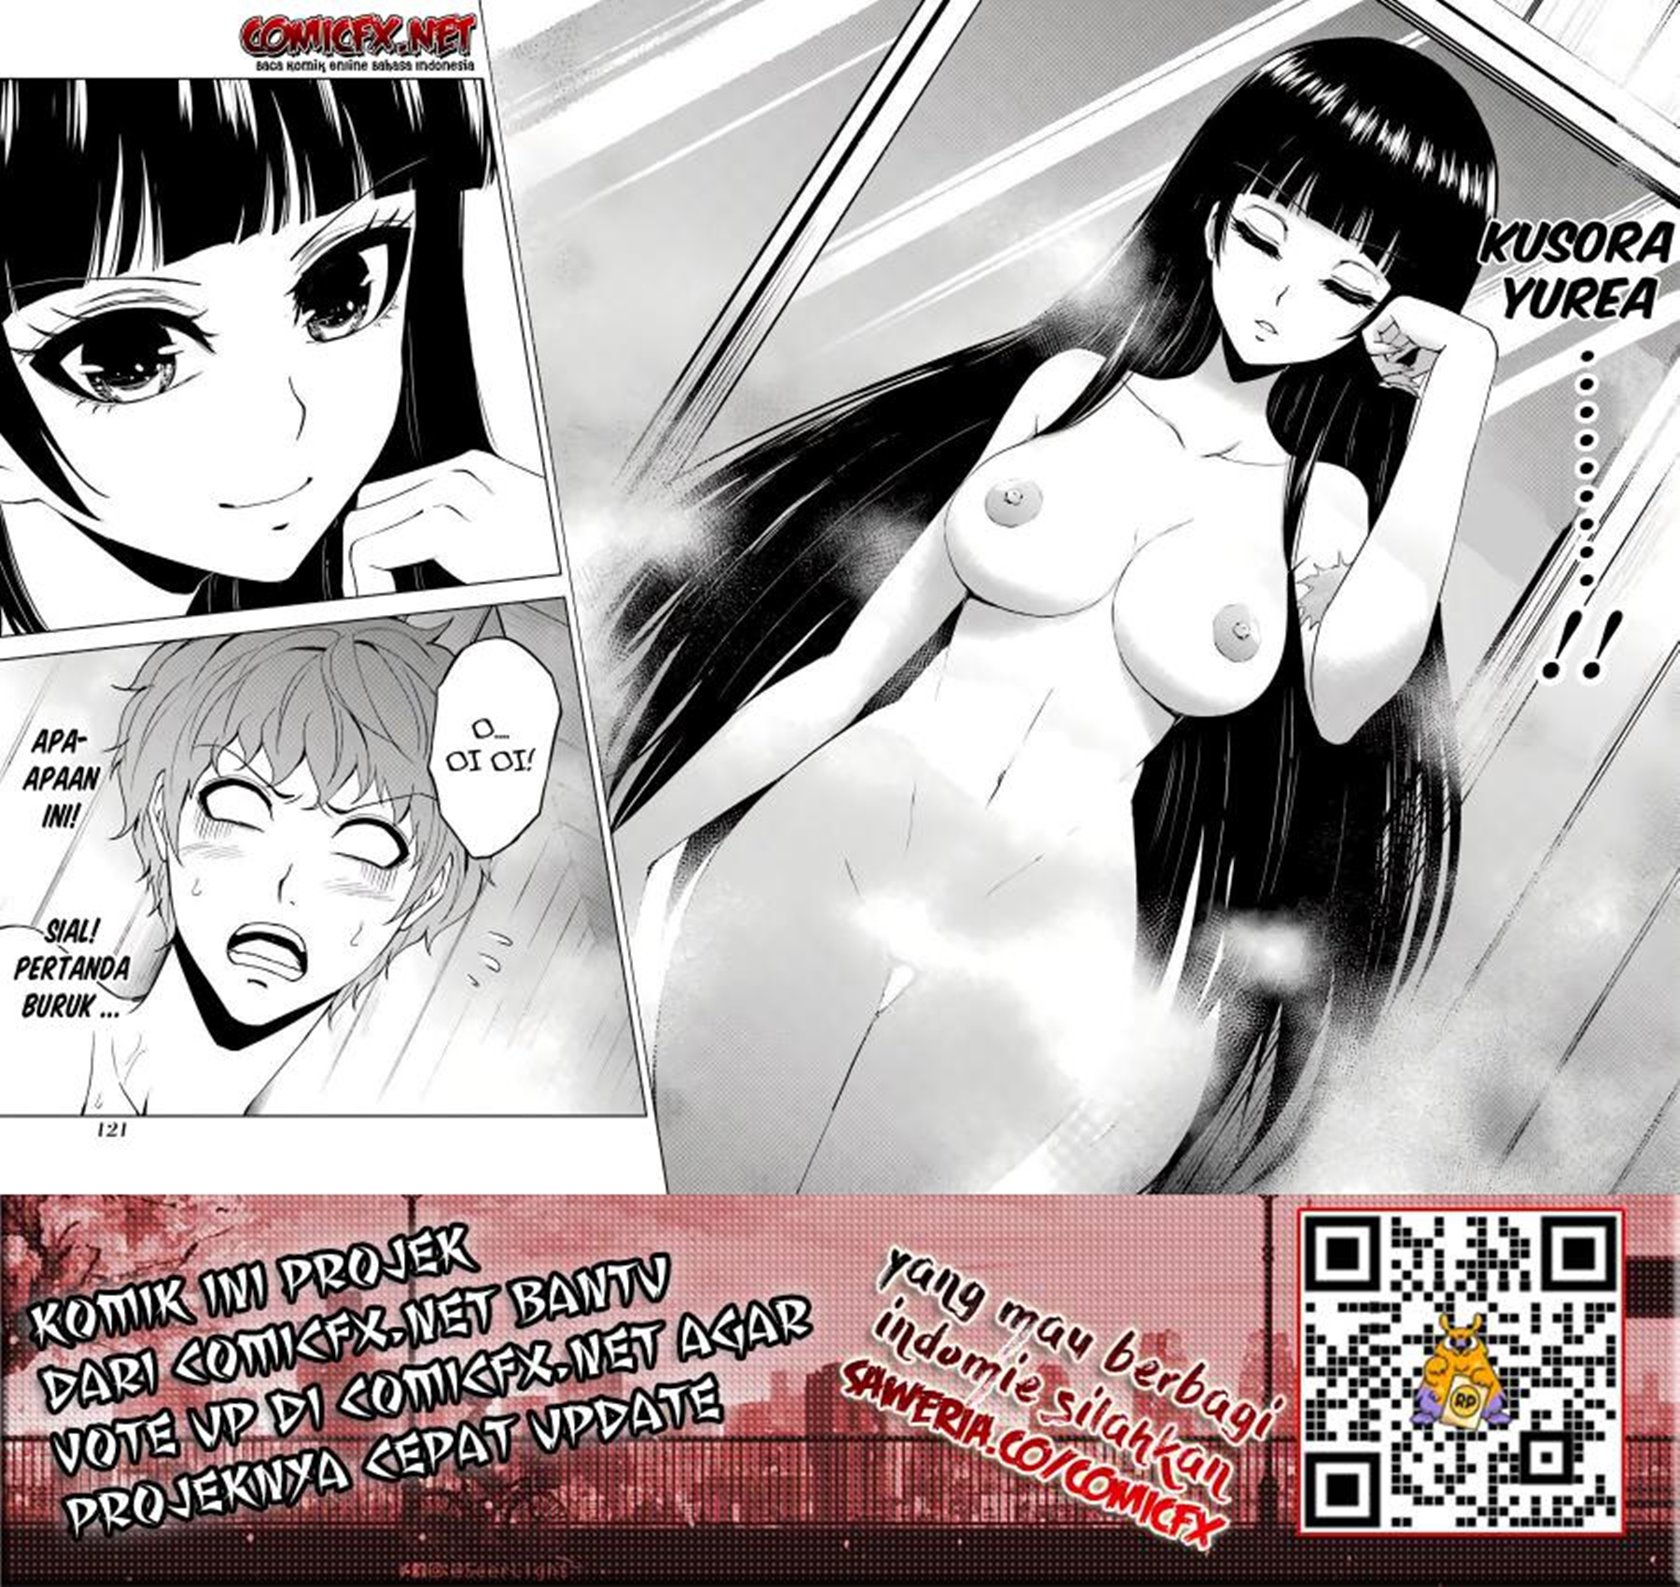 COMICFX.NET
BACA KOMIK ONLINE BAHASA INDONESIA
KUSORA
YUREA
..........!!
O....
OI OI!
APA-
APAAN
INI!
SIAL!
PERTANDA
BURUK ...
121
KOMIK INI PROJEK
DARI COMICFX.NET BANTU
VOTE UP DI COMICFX.NET AGAR
PROJEKNYA CEPAT UPDATE
yang mau berbagi
indomie silahkan
SAWERIA.CO/COMICFX
RP